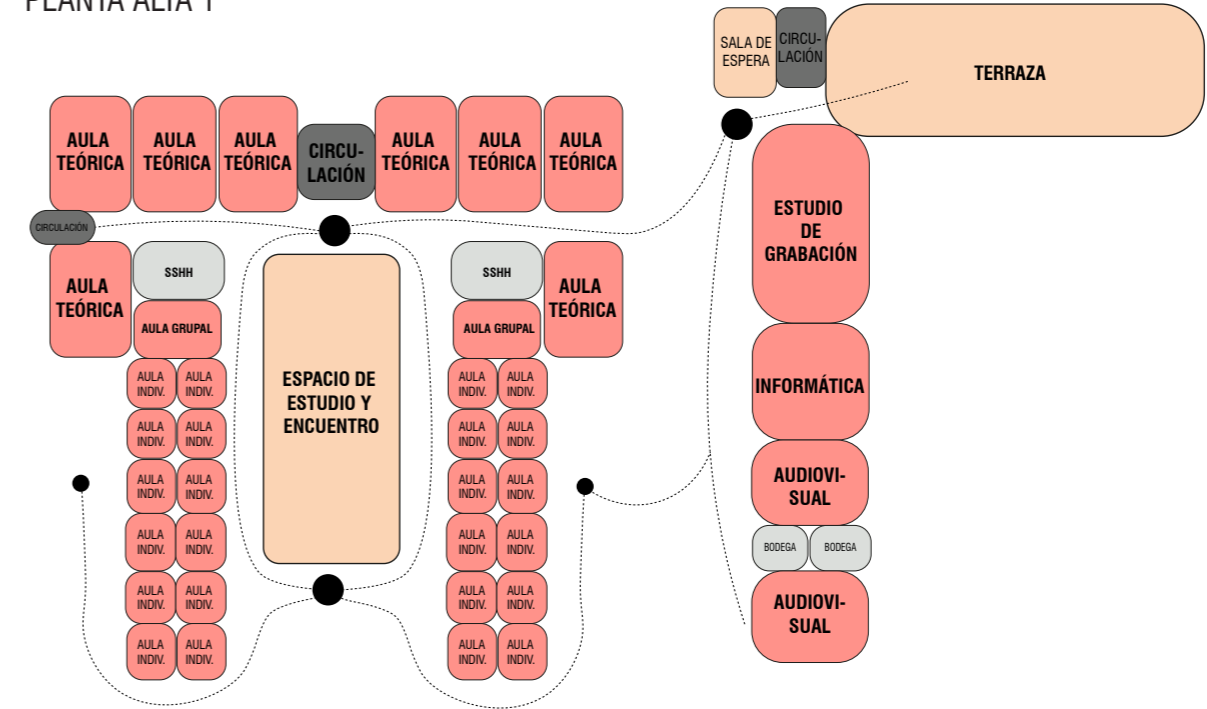 PLANTA ALTA 1
SALA DE
ESPERA
CIRCU-
LACIÓN
TERRAZA
AULA
TEÓRICA
AULA
TEÓRICA
AULA
TEÓRICA
CIRCU-
LACIÓN
AULA
TEÓRICA
AULA
TEÓRICA
AULA
TEÓRICA
CIRCULACIÓN
AULA
TEÓRICA
SSHH
AULA GRUPAL
ESPACIO DE
ESTUDIO Y
ENCUENTRO
SSHH
AULA GRUPAL
AULA
TEÓRICA
AULA
INDIV.
AULA
INDIV.
AULA
INDIV.
AULA
INDIV.
AULA
INDIV.
AULA
INDIV.
AULA
INDIV.
AULA
INDIV.
AULA
INDIV.
AULA
INDIV.
AULA
INDIV.
AULA
INDIV.
AULA
INDIV.
AULA
INDIV.
AULA
INDIV.
AULA
INDIV.
AULA
INDIV.
AULA
INDIV.
AULA
INDIV.
AULA
INDIV.
AULA
INDIV.
AULA
INDIV.
AULA
INDIV.
AULA
INDIV.
ESTUDIO
DE
GRABACIÓN
INFORMÁTICA
AUDIOVI-
SUAL
BODEGA
BODEGA
AUDIOVI-
SUAL